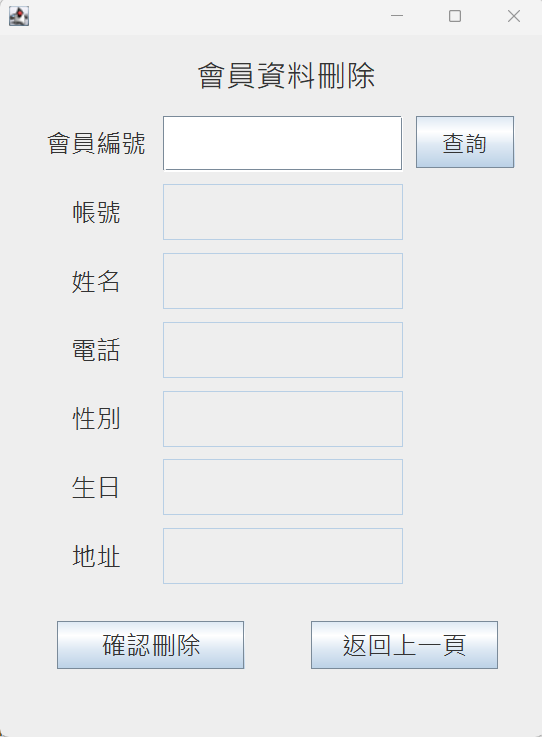 會員資料刪除
會員編號 查詢
帳號
姓名
電話
性別
生日
地址
確認刪除 返回上一頁